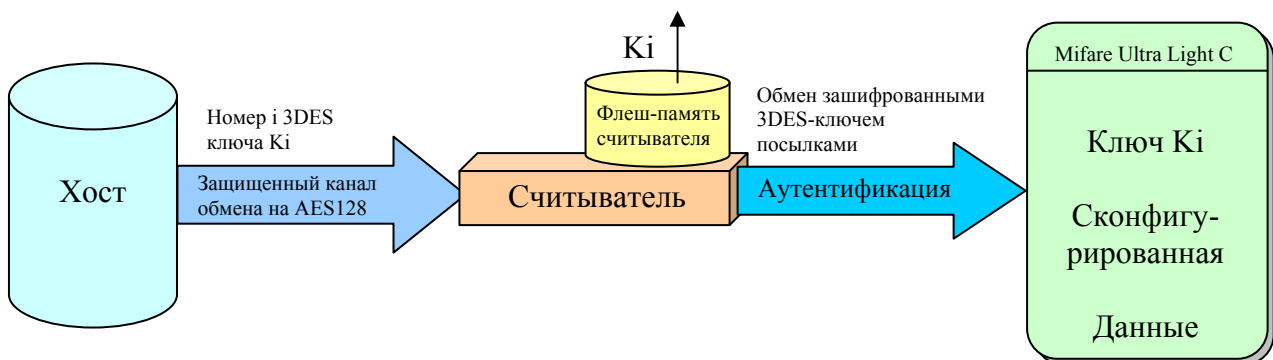 Хост
Номер i 3DES
ключа Ki
Защищенный канал
обмена на AES128
Ki
Флеш-память
считывателя
Считыватель
Обмен зашифрованными
3DES-ключем
посылками
Аутентификация
Mifare Ultra Light C
Ключ Ki
Сконфигу-
рированная
Данные